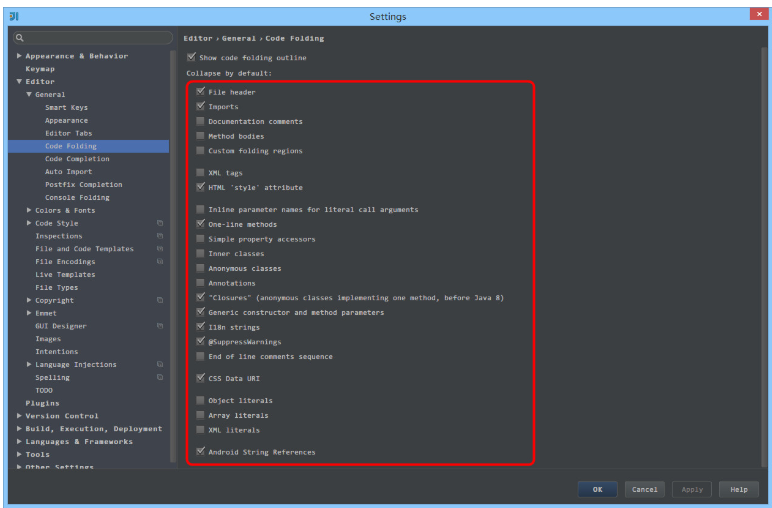 Settings
Editor › General › Code Folding
Appearance & Behavior
Keymap
Editor
General
Smart Keys
Appearance
Editor Tabs
Code Folding
Code Completion
Auto Import
Postfix Completion
Console Folding
Colors & Fonts
Code Style
Inspections
File and Code Templates
File Encodings
Live Templates
File Types
Copyright
Emmet
GUI Designer
Images
Intentions
Language Injections
Spelling
TODO
Plugins
Version Control
Build, Execution, Deployment
Languages & Frameworks
Tools
Other Settings
Show code folding outline
Collapse by default:
File header
Imports
Documentation comments
Method bodies
Custom folding regions
XML tags
HTML 'style' attribute
Inline parameter names for literal call arguments
One-line methods
Simple property accessors
Inner classes
Anonymous classes
Annotations
"Closures" (anonymous classes implementing one method, before Java 8)
Generic constructor and method parameters
I18n strings
@SuppressWarnings
End of line comments sequence
CSS Data URI
Object literals
Array literals
XML literals
Android String References
OK
Cancel
Apply
Help